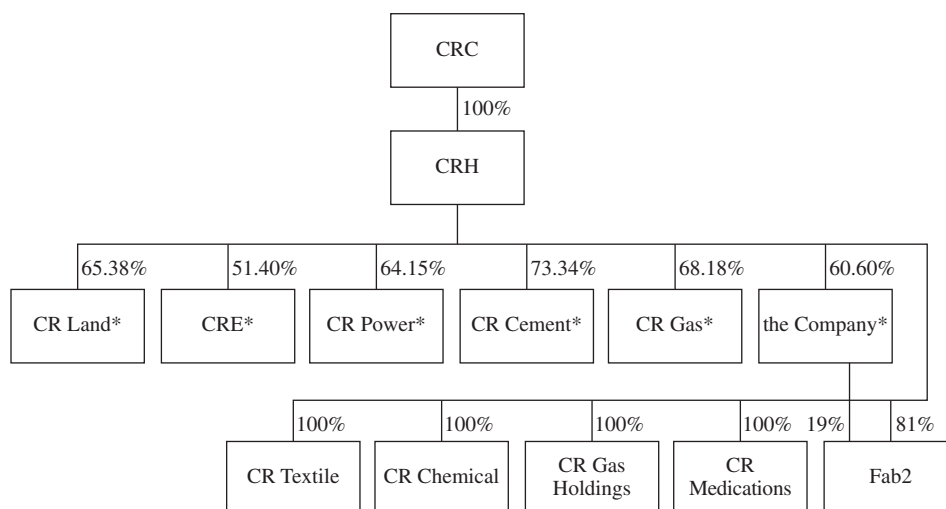 CRC
100%
CRH
65.38%
51.40%
64.15%
73.34%
68.18%
60.60%
CR Land*
CRE*
CR Power*
CR Cement*
CR Gas*
the Company*
100%
100%
100%
100%
19%
81%
CR Textile
CR Chemical
CR Gas
Holdings
CR
Medications
Fab2